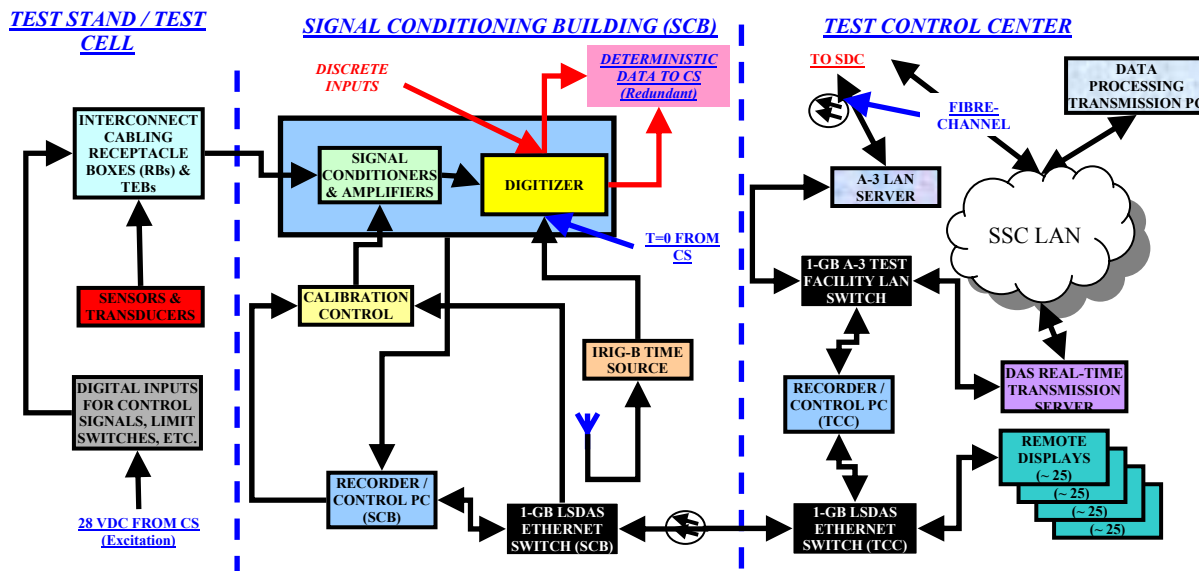 TEST STAND / TEST
CELL
INTERCONNECT
CABLING
RECEPTACLE
BOXES (RBs) &
TEBs
SENSORS &
TRANSDUCERS
DIGITAL INPUTS
FOR CONTROL
SIGNALS, LIMIT
SWITCHES, ETC.
28 VDC FROM CS
(Excitation)
SIGNAL CONDITIONING BUILDING (SCB)
DISCRETE
INPUTS
DETERMINISTIC
DATA TO CS
(Redundant)
SIGNAL
CONDITIONERS
& AMPLIFIERS
DIGITIZER
T=0 FROM
CS
CALIBRATION
CONTROL
IRIG-B TIME
SOURCE
RECORDER /
CONTROL PC
(SCB)
1-GB LSDAS
ETHERNET
SWITCH (SCB)
TEST CONTROL CENTER
TO SDC
FIBRE-
CHANNEL
DATA
PROCESSING
TRANSMISSION PC
A-3 LAN
SERVER
SSC LAN
1-GB A-3 TEST
FACILITY LAN
SWITCH
RECORDER /
CONTROL PC
(TCC)
DAS REAL-TIME
TRANSMISSION
SERVER
REMOTE
DISPLAYS
(~ 25)
(~ 25)
(~ 25)
(~ 25)
1-GB LSDAS
ETHERNET
SWITCH (TCC)